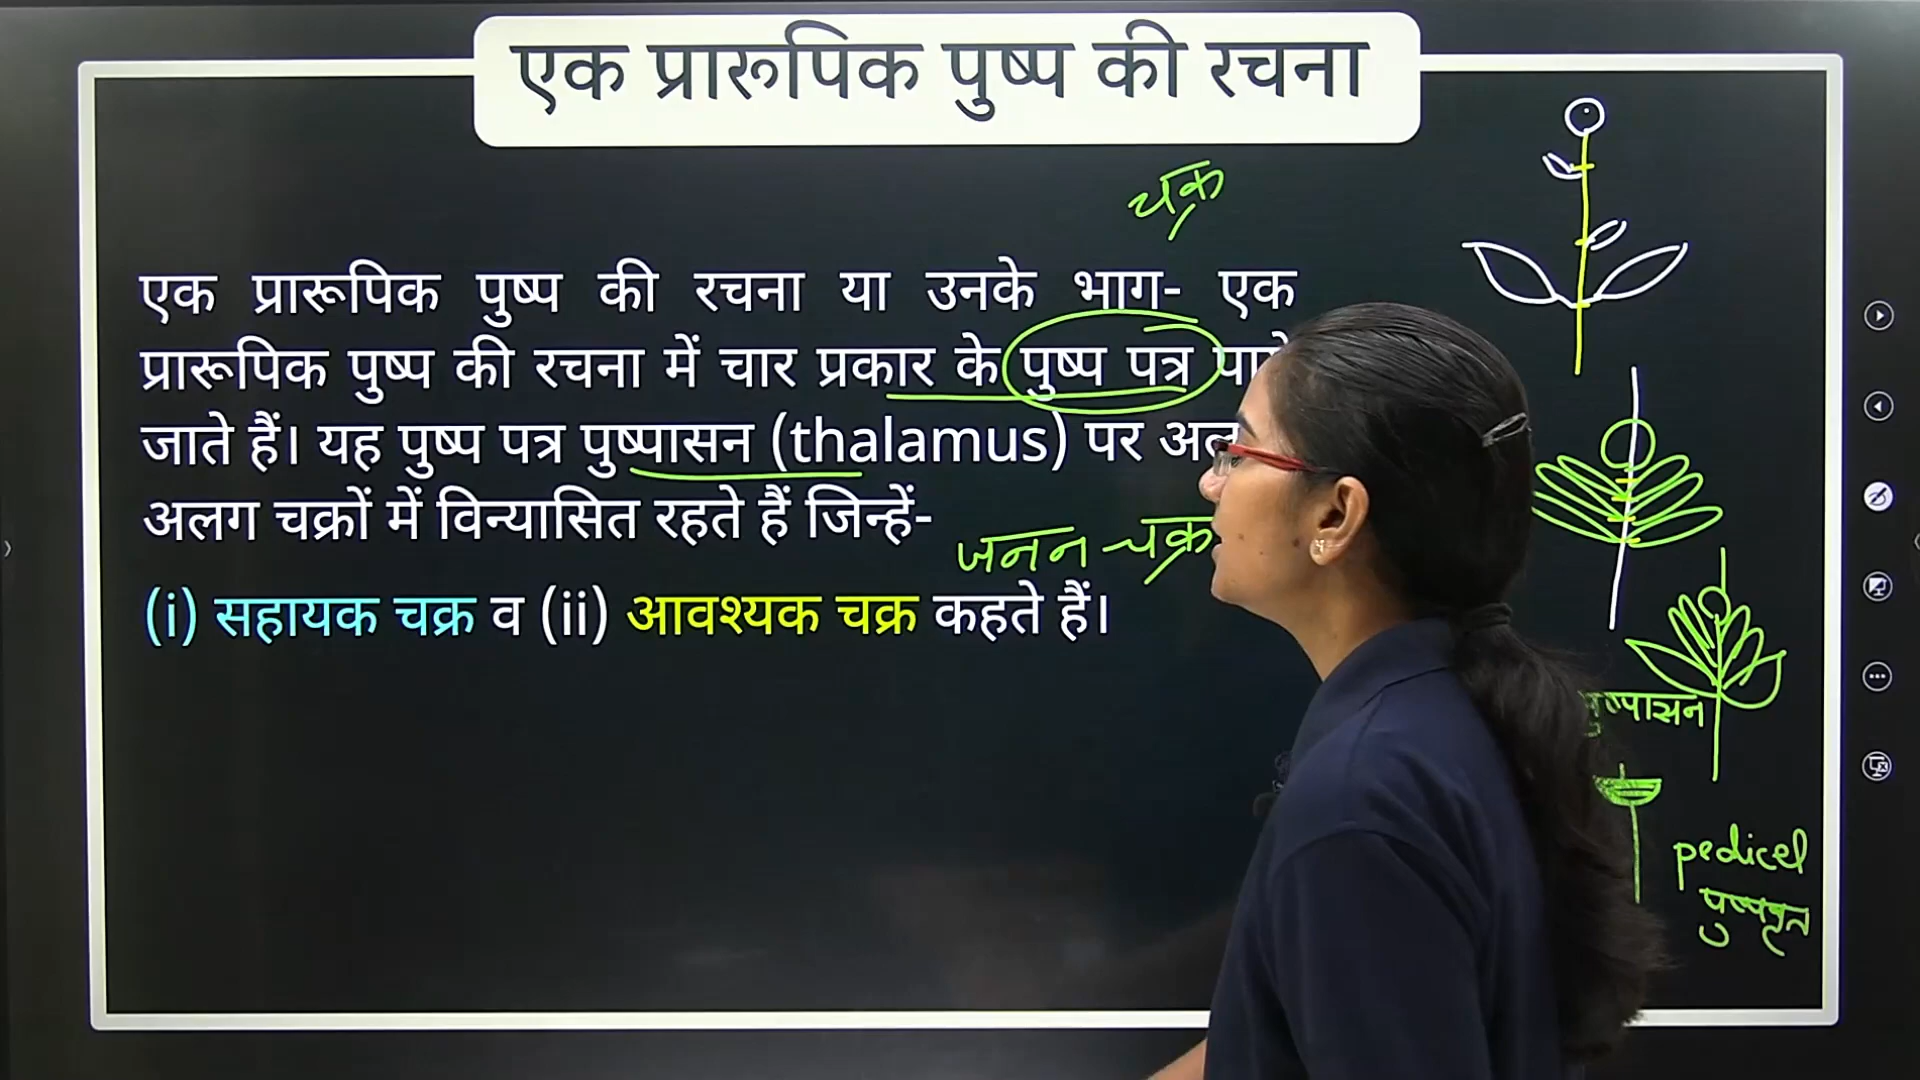 एक प्रारूपिक पुष्प की रचना
चक्र
एक प्रारूपिक पुष्प की रचना या उनके भाग- एक
प्रारूपिक पुष्प की रचना में चार प्रकार के पुष्प पत्र
जाते हैं। यह पुष्प पत्र पुष्पासन (thalamus) पर
अलग चक्रों में विन्यासित रहते हैं जिन्हें-
जनन चक्र
(i) सहायक चक्र व (ii) आवश्यक चक्र कहते हैं।
pedicel